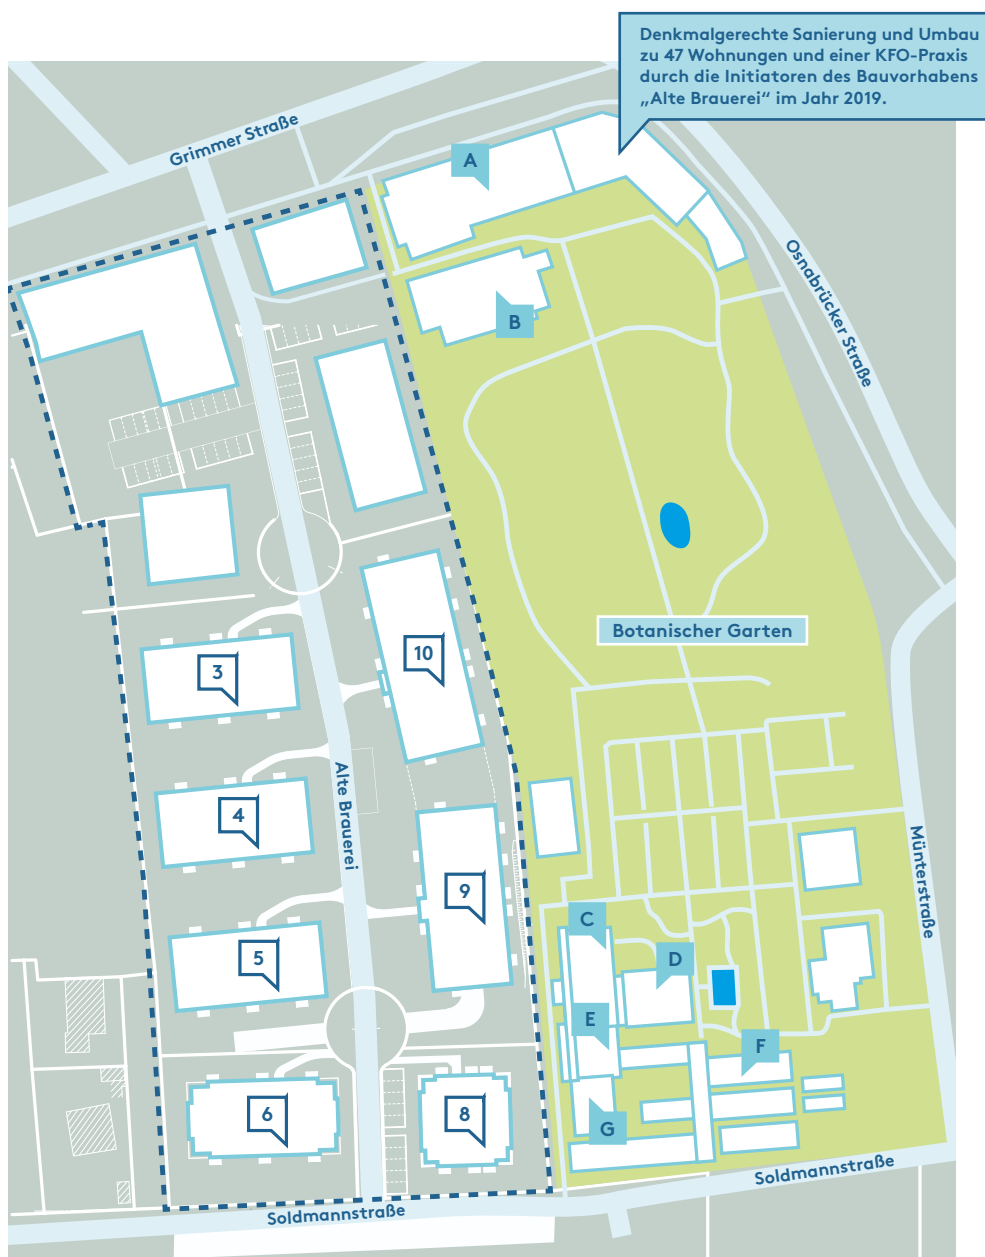 Denkmalgerechte Sanierung und Umbau
zu 47 Wohnungen und einer KFO-Praxis
durch die Initiatoren des Bauvorhabens
„Alte Brauerei“ im Jahr 2019.
Grimmer Straße
A
Osnabrücker Straße
B
Botanischer Garten
10
3
Alte Brauerei
4
Münterstraße
9
C
5
D
E
F
6
8
G
Soldmannstraße
Soldmannstraße